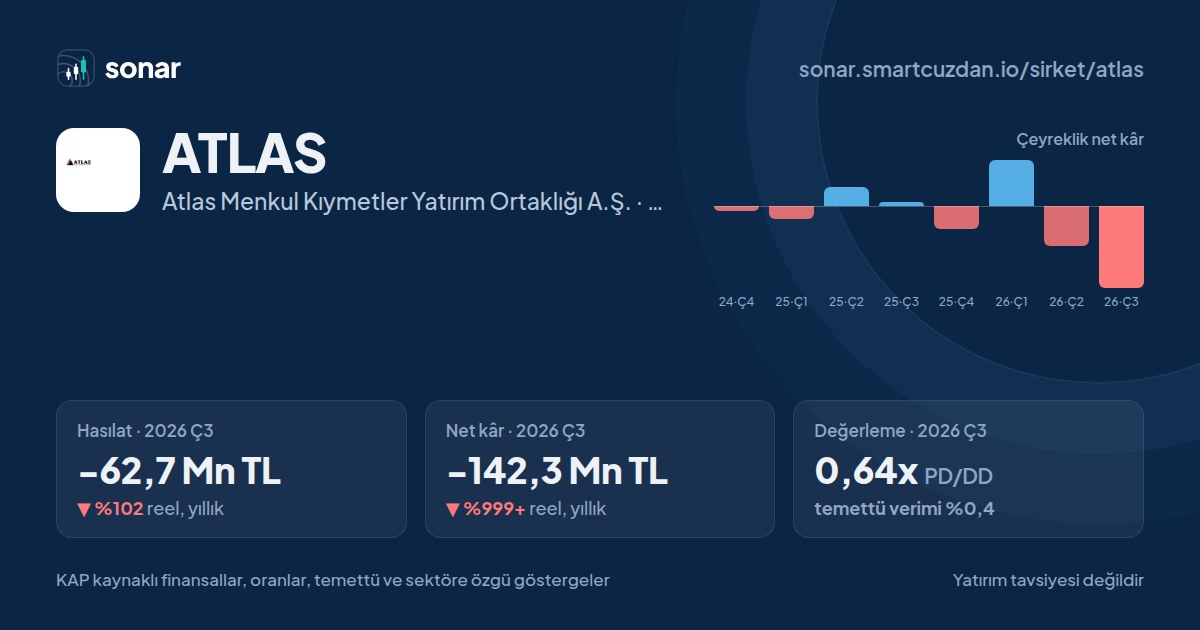 sonar
sonar.smartcuzdan.io/sirket/atlas
ATLAS
ATLAS
Atlas Menkul Kıymetler Yatırım Ortaklığı A.Ş. · ...
Çeyreklik net kâr
24·Ç4 25·Ç1 25·Ç2 25·Ç3 25·Ç4 26·Ç1 26·Ç2 26·Ç3
Hasılat · 2026 Ç3
−62,7 Mn TL
▼ %102 reel, yıllık
Net kâr · 2026 Ç3
−142,3 Mn TL
▼ %999+ reel, yıllık
Değerleme · 2026 Ç3
0,64x PD/DD
temettü verimi %0,4
KAP kaynaklı finansallar, oranlar, temettü ve sektöre özgü göstergeler
Yatırım tavsiyesi değildir